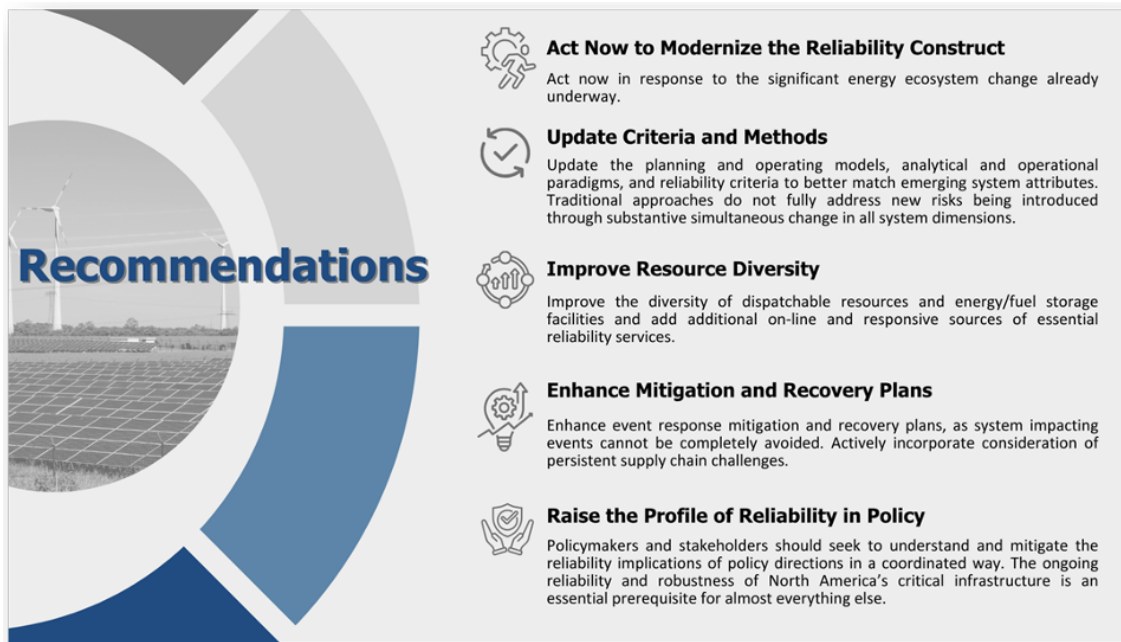 Recommendations
Act Now to Modernize the Reliability Construct
Act now in response to the significant energy ecosystem change already
underway.
Update Criteria and Methods
Update the planning and operating models, analytical and operational
paradigms, and reliability criteria to better match emerging system attributes.
Traditional approaches do not fully address new risks being introduced
through substantive simultaneous change in all system dimensions.
Improve Resource Diversity
Improve the diversity of dispatchable resources and energy/fuel storage
facilities and add additional on-line and responsive sources of essential
reliability services.
Enhance Mitigation and Recovery Plans
Enhance event response mitigation and recovery plans, as system impacting
events cannot be completely avoided. Actively incorporate consideration of
persistent supply chain challenges.
Raise the Profile of Reliability in Policy
Policymakers and stakeholders should seek to understand and mitigate the
reliability implications of policy directions in a coordinated way. The ongoing
reliability and robustness of North America’s critical infrastructure is an
essential prerequisite for almost everything else.